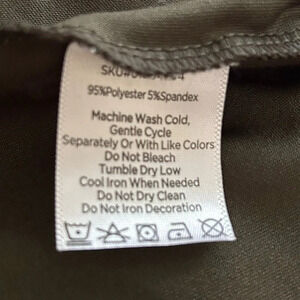 95%Polyester 5%Spandex
Machine Wash Cold,
Gentle Cycle
Separately Or With Like Colors
Do Not Bleach
Tumble Dry Low
Cool Iron When Needed
Do Not Dry Clean
Do Not Iron Decoration